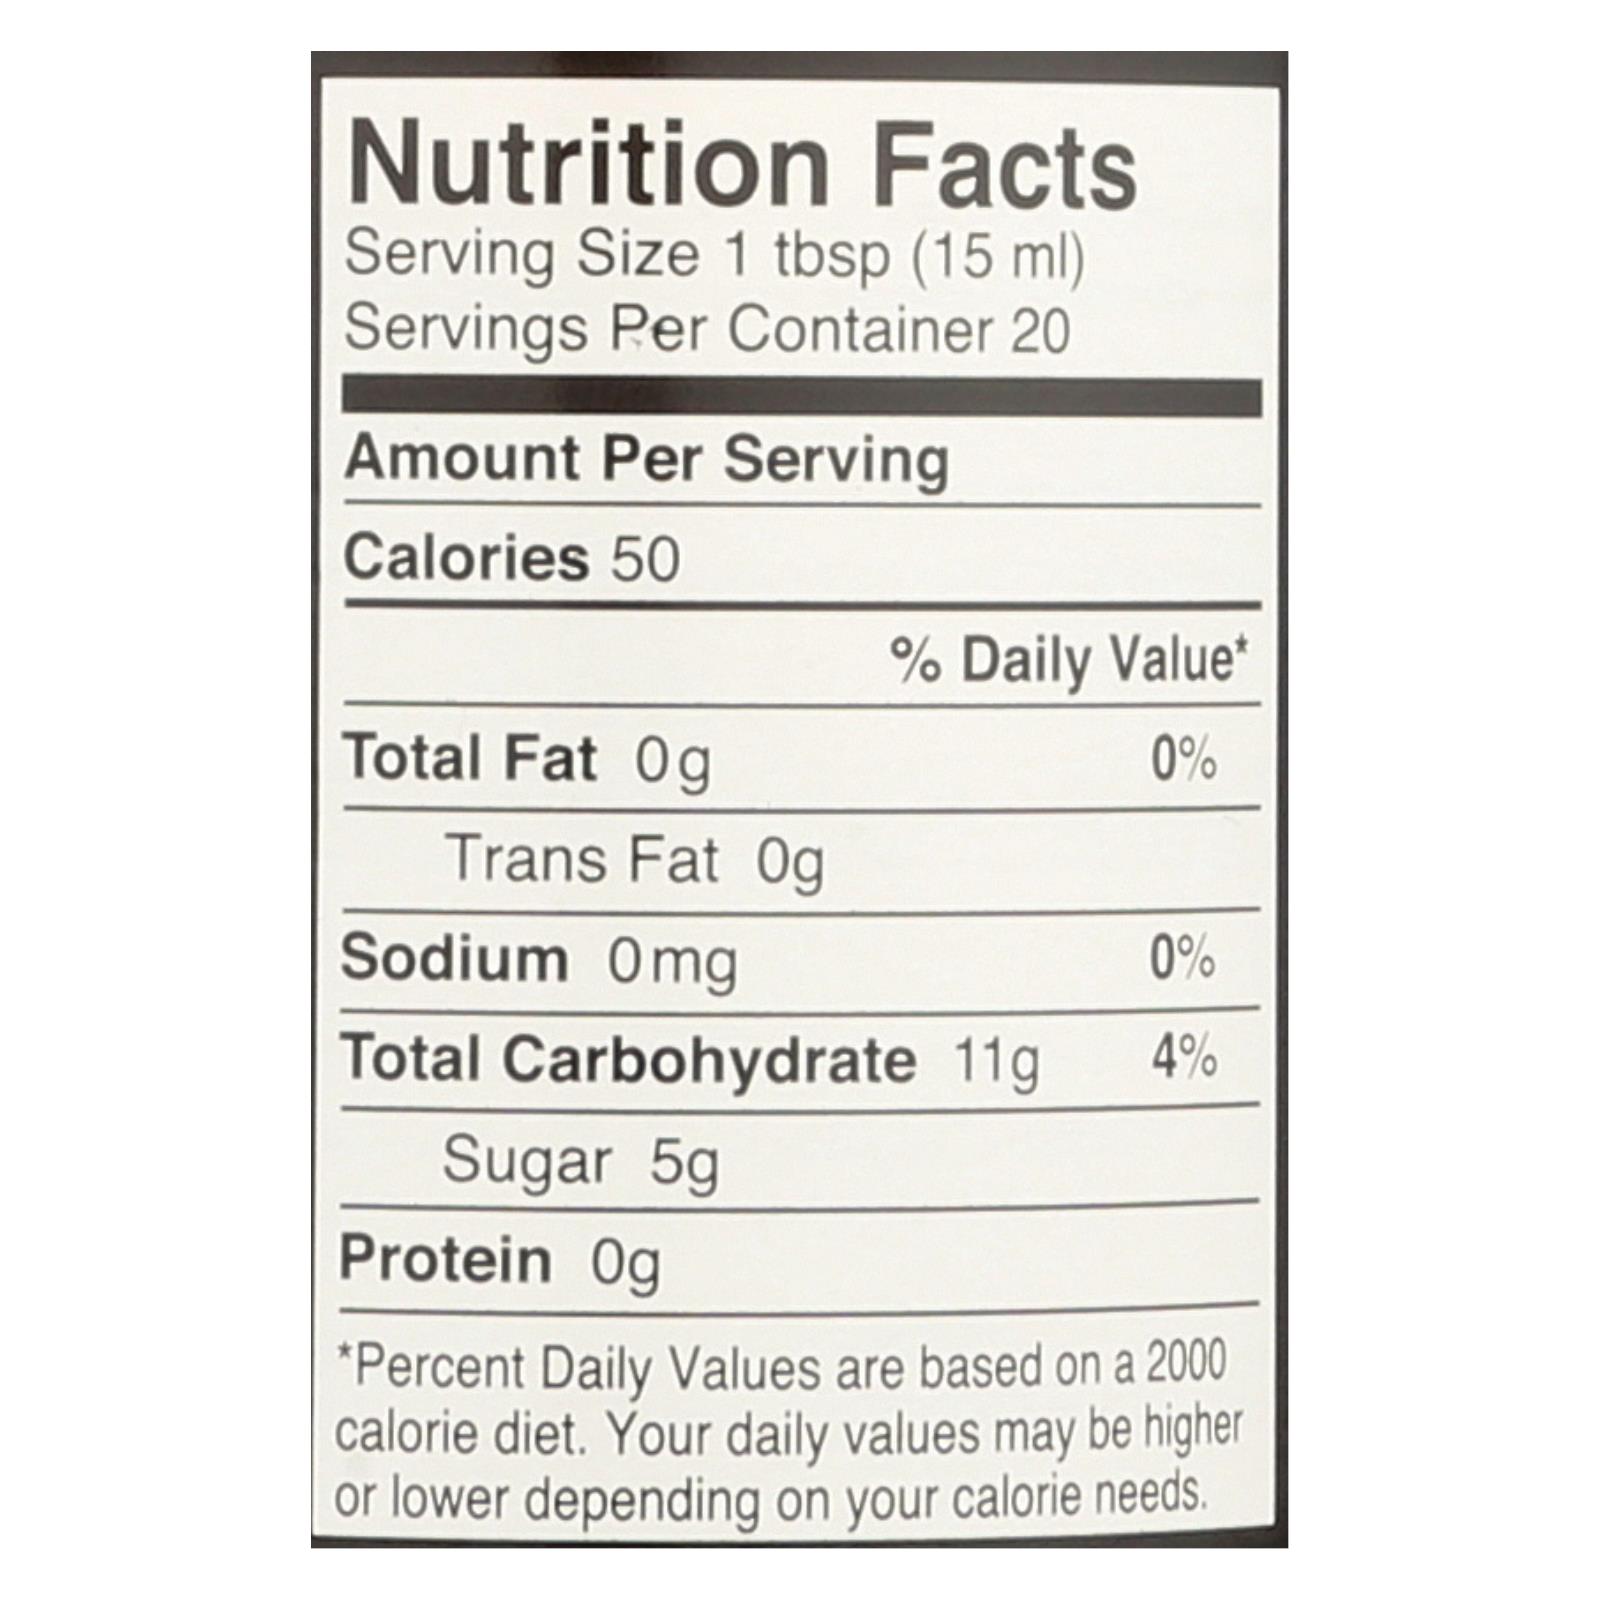 Nutrition Facts
Serving Size 1 tbsp (15 ml)
Servings Per Container 20
Amount Per Serving
Calories 50
% Daily Value*
Total Fat 0g 0%
Trans Fat 0g
Sodium 0mg 0%
Total Carbohydrate 11g 4%
Sugar 5g
Protein 0g
*Percent Daily Values are based on a 2000
calorie diet. Your daily values may be higher
or lower depending on your calorie needs.